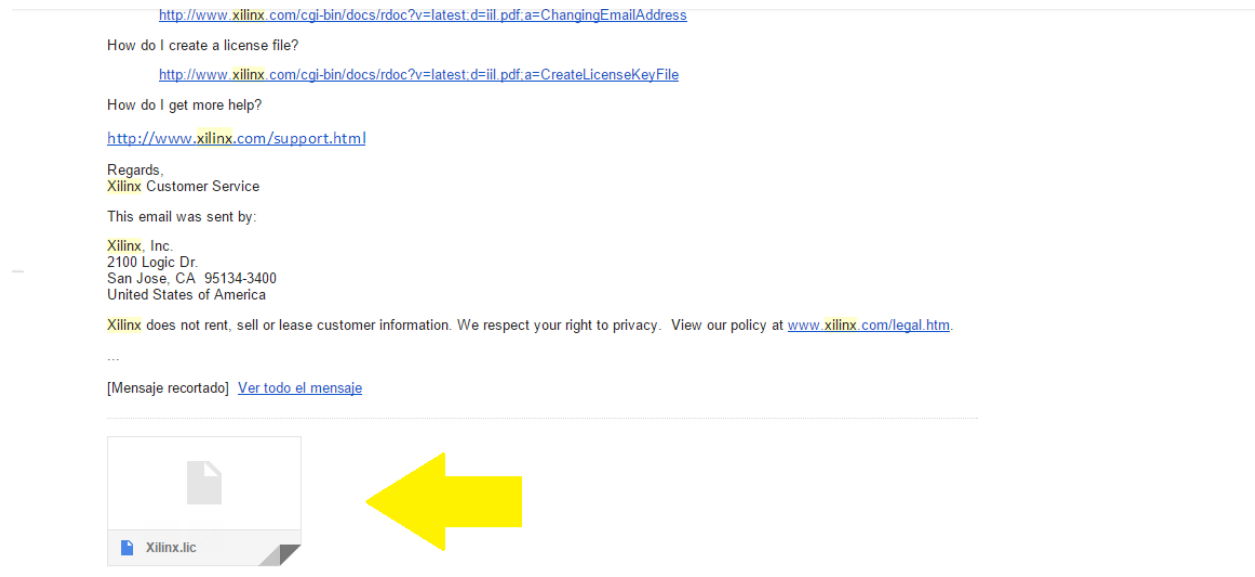 http://www.xilinx.com/cgi-bin/docs/rdoc?v=latest;d=iil.pdf;a=ChangingEmailAddress
How do I create a license file?
http://www.xilinx.com/cgi-bin/docs/rdoc?v=latest;d=iil.pdf;a=CreateLicenseKeyFile
How do I get more help?
http://www.xilinx.com/support.html
Regards,
Xilinx Customer Service
This email was sent by:
Xilinx, Inc.
2100 Logic Dr.
San Jose, CA  95134-3400
United States of America
Xilinx does not rent, sell or lease customer information. We respect your right to privacy.  View our policy at www.xilinx.com/legal.htm.
...
[Mensaje recortado]  Ver todo el mensaje
Xilinx.lic